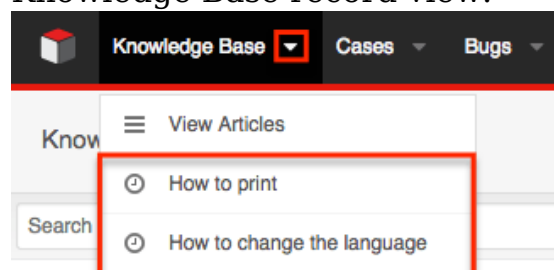 Knowledge Base record view.
Knowledge Base Cases Bugs
View Articles
Know
How to print
Search
How to change the language